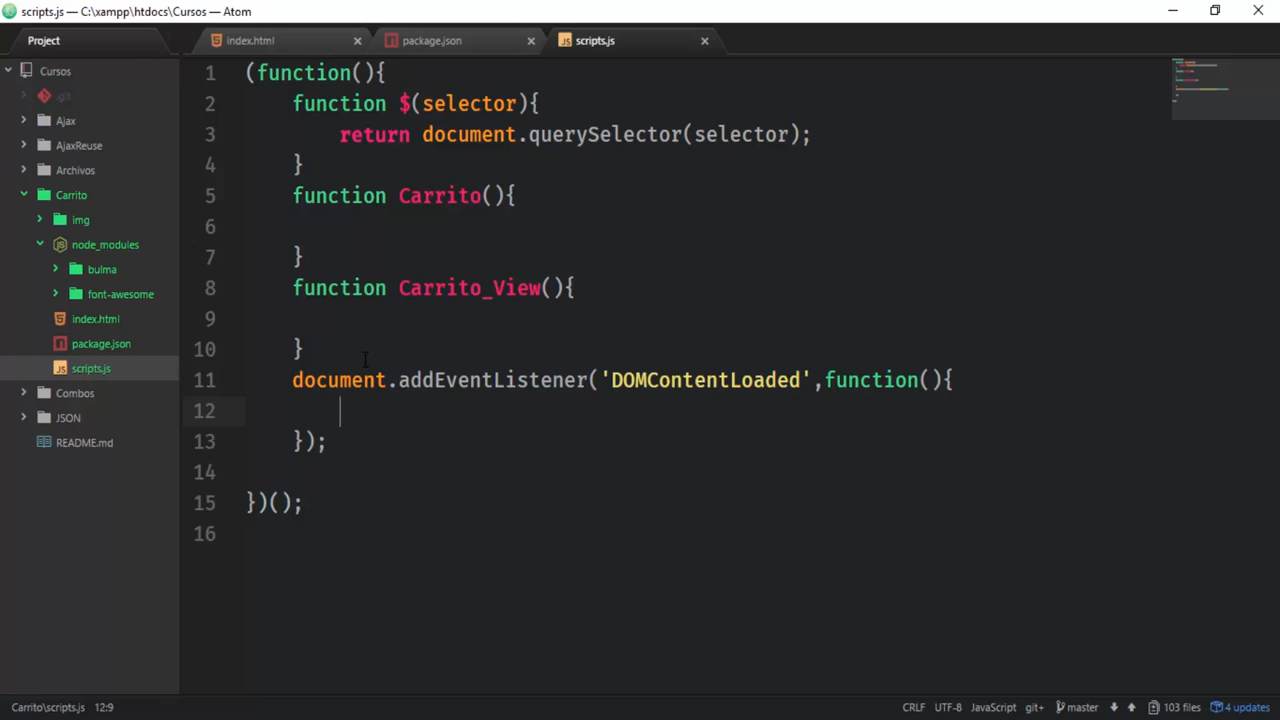 scripts.js — C:\xampp\htdocs\Cursos — Atom
Project
index.html
package.json
scripts.js
Cursos
.git
Ajax
AjaxReuse
Archivos
Carrito
img
node_modules
bulma
font-awesome
index.html
package.json
scripts.js
Combos
JSON
README.md
1 (function(){
2 function $(selector){
3 return document.querySelector(selector);
4 }
5 function Carrito(){
6
7 }
8 function Carrito_View(){
9
10 }
11 document.addEventListener('DOMContentLoaded',function(){
12
13 });
14
15 })();
16
Carrito\scripts.js 12:9 CRLF UTF-8 JavaScript git+ master 103 files 4 updates